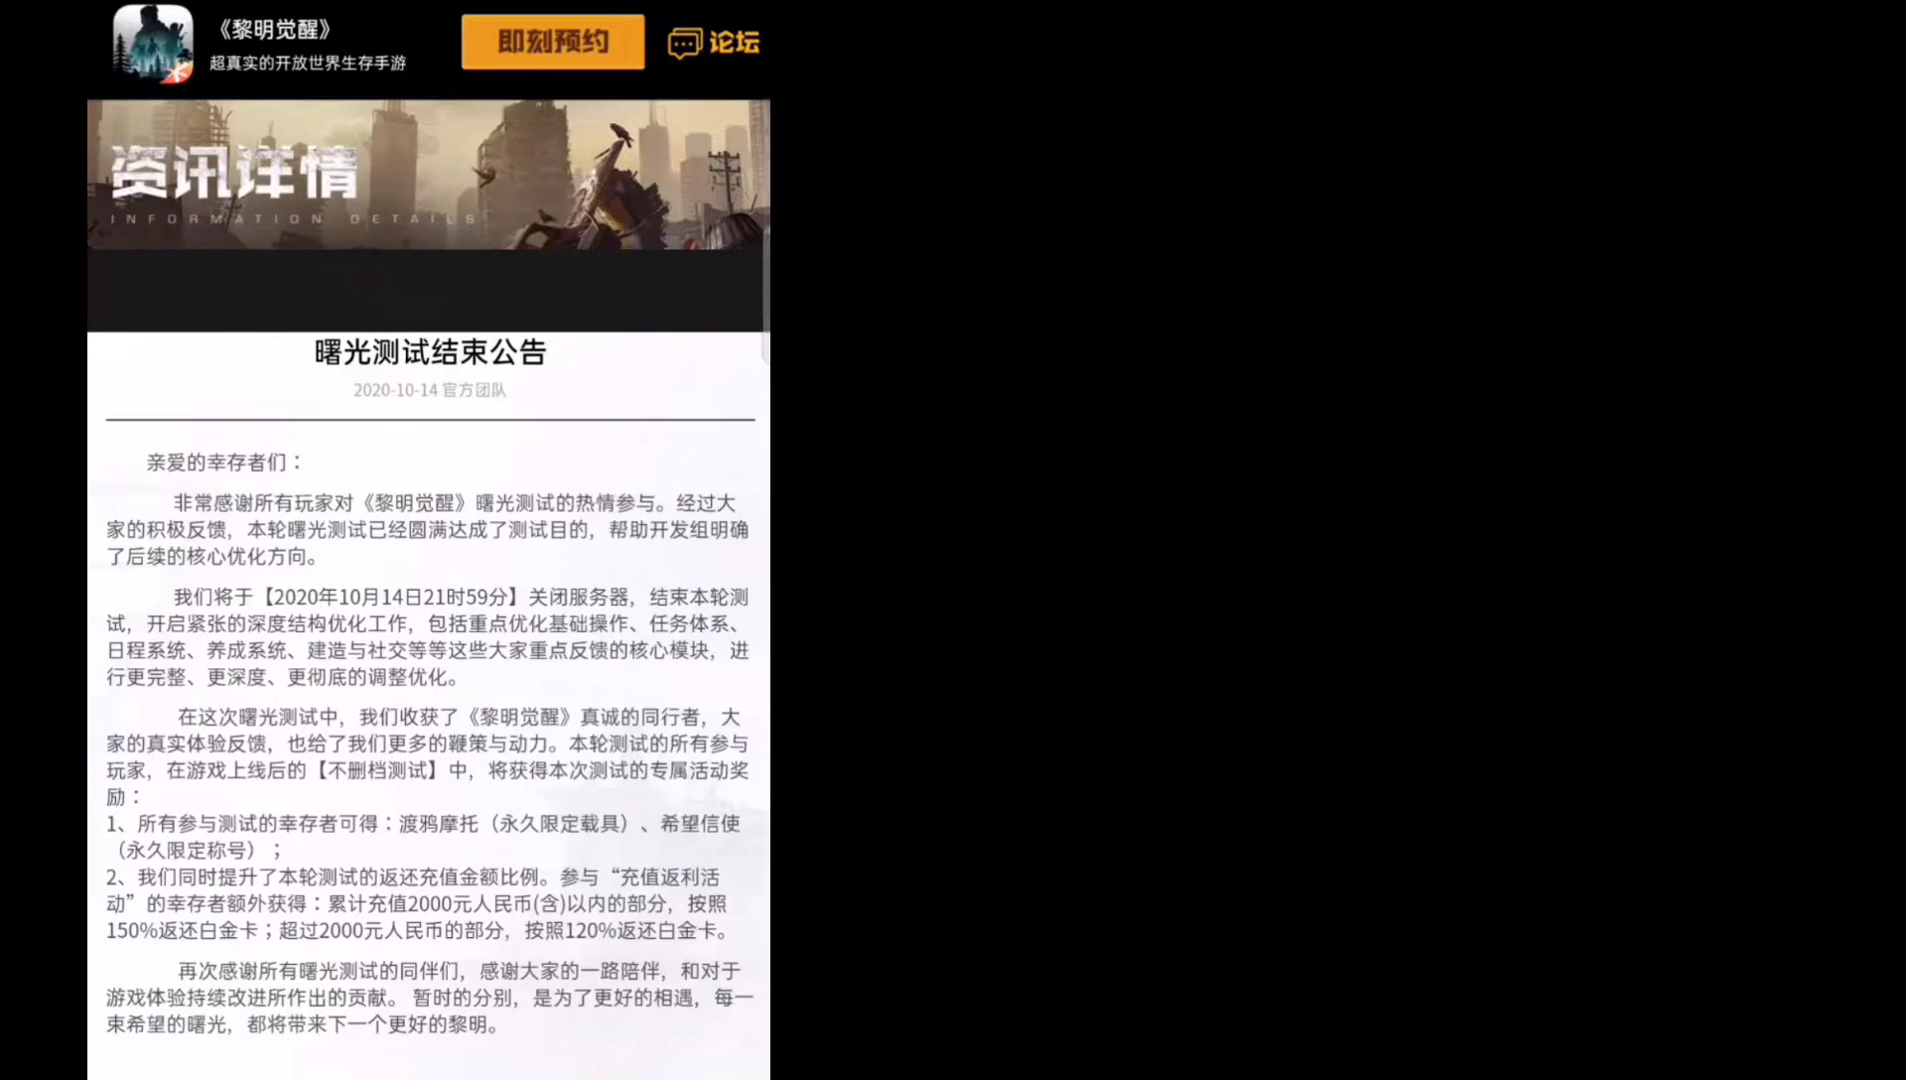 《黎明觉醒》
超真实的开放世界生存手游
即刻预约
论坛
资讯详情
INFORMATION DETAILS
曙光测试结束公告
2020-10-14 官方团队
亲爱的幸存者们：
非常感谢所有玩家对《黎明觉醒》曙光测试的热情参与。经过大
家的积极反馈，本轮曙光测试已经圆满达成了测试目的，帮助开发组明确
了后续的核心优化方向。
我们将于【2020年10月14日21时59分】关闭服务器，结束本轮测
试，开启紧张的深度结构优化工作，包括重点优化基础操作、任务体系、
日程系统、养成系统、建造与社交等等这些大家重点反馈的核心模块，进
行更完整、更深度、更彻底的调整优化。
在这次曙光测试中，我们收获了《黎明觉醒》真诚的同行者，大
家的真实体验反馈，也给了我们更多的鞭策与动力。本轮测试的所有参与
玩家，在游戏上线后的【不删档测试】中，将获得本次测试的专属活动奖
励：
1、所有参与测试的幸存者可得：渡鸦摩托（永久限定载具）、希望信使
（永久限定称号）；
2、我们同时提升了本轮测试的返还充值金额比例。参与“充值返利活
动”的幸存者额外获得：累计充值2000元人民币(含)以内的部分，按照
150%返还白金卡；超过2000元人民币的部分，按照120%返还白金卡。
再次感谢所有曙光测试的同伴们，感谢大家的一路陪伴，和对于
游戏体验持续改进所作出的贡献。 暂时的分别，是为了更好的相遇，每一
束希望的曙光，都将带来下一个更好的黎明。